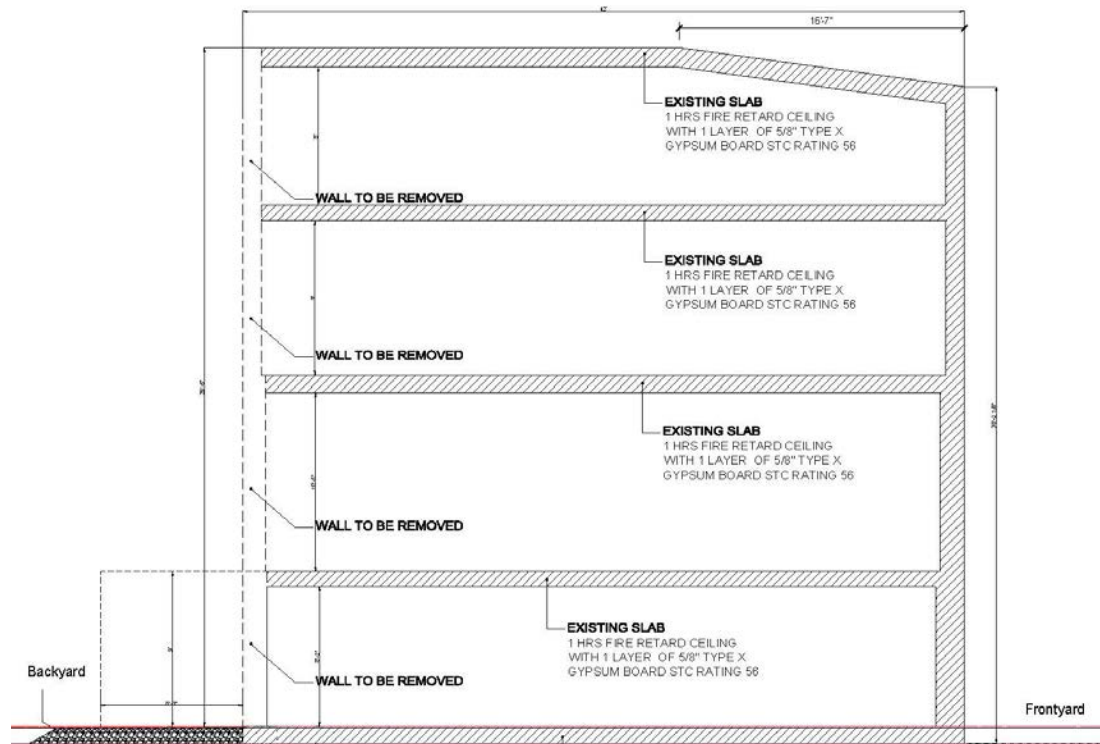 16'-7"
EXISTING SLAB
1 HRS FIRE RETARD CEILING
WITH 1 LAYER OF 5/8" TYPE X
GYPSUM BOARD STC RATING 56
WALL TO BE REMOVED
EXISTING SLAB
1 HRS FIRE RETARD CEILING
WITH 1 LAYER OF 5/8" TYPE X
GYPSUM BOARD STC RATING 56
WALL TO BE REMOVED
EXISTING SLAB
1 HRS FIRE RETARD CEILING
WITH 1 LAYER OF 5/8" TYPE X
GYPSUM BOARD STC RATING 56
WALL TO BE REMOVED
EXISTING SLAB
1 HRS FIRE RETARD CEILING
WITH 1 LAYER OF 5/8" TYPE X
GYPSUM BOARD STC RATING 56
WALL TO BE REMOVED
Backyard
Frontyard